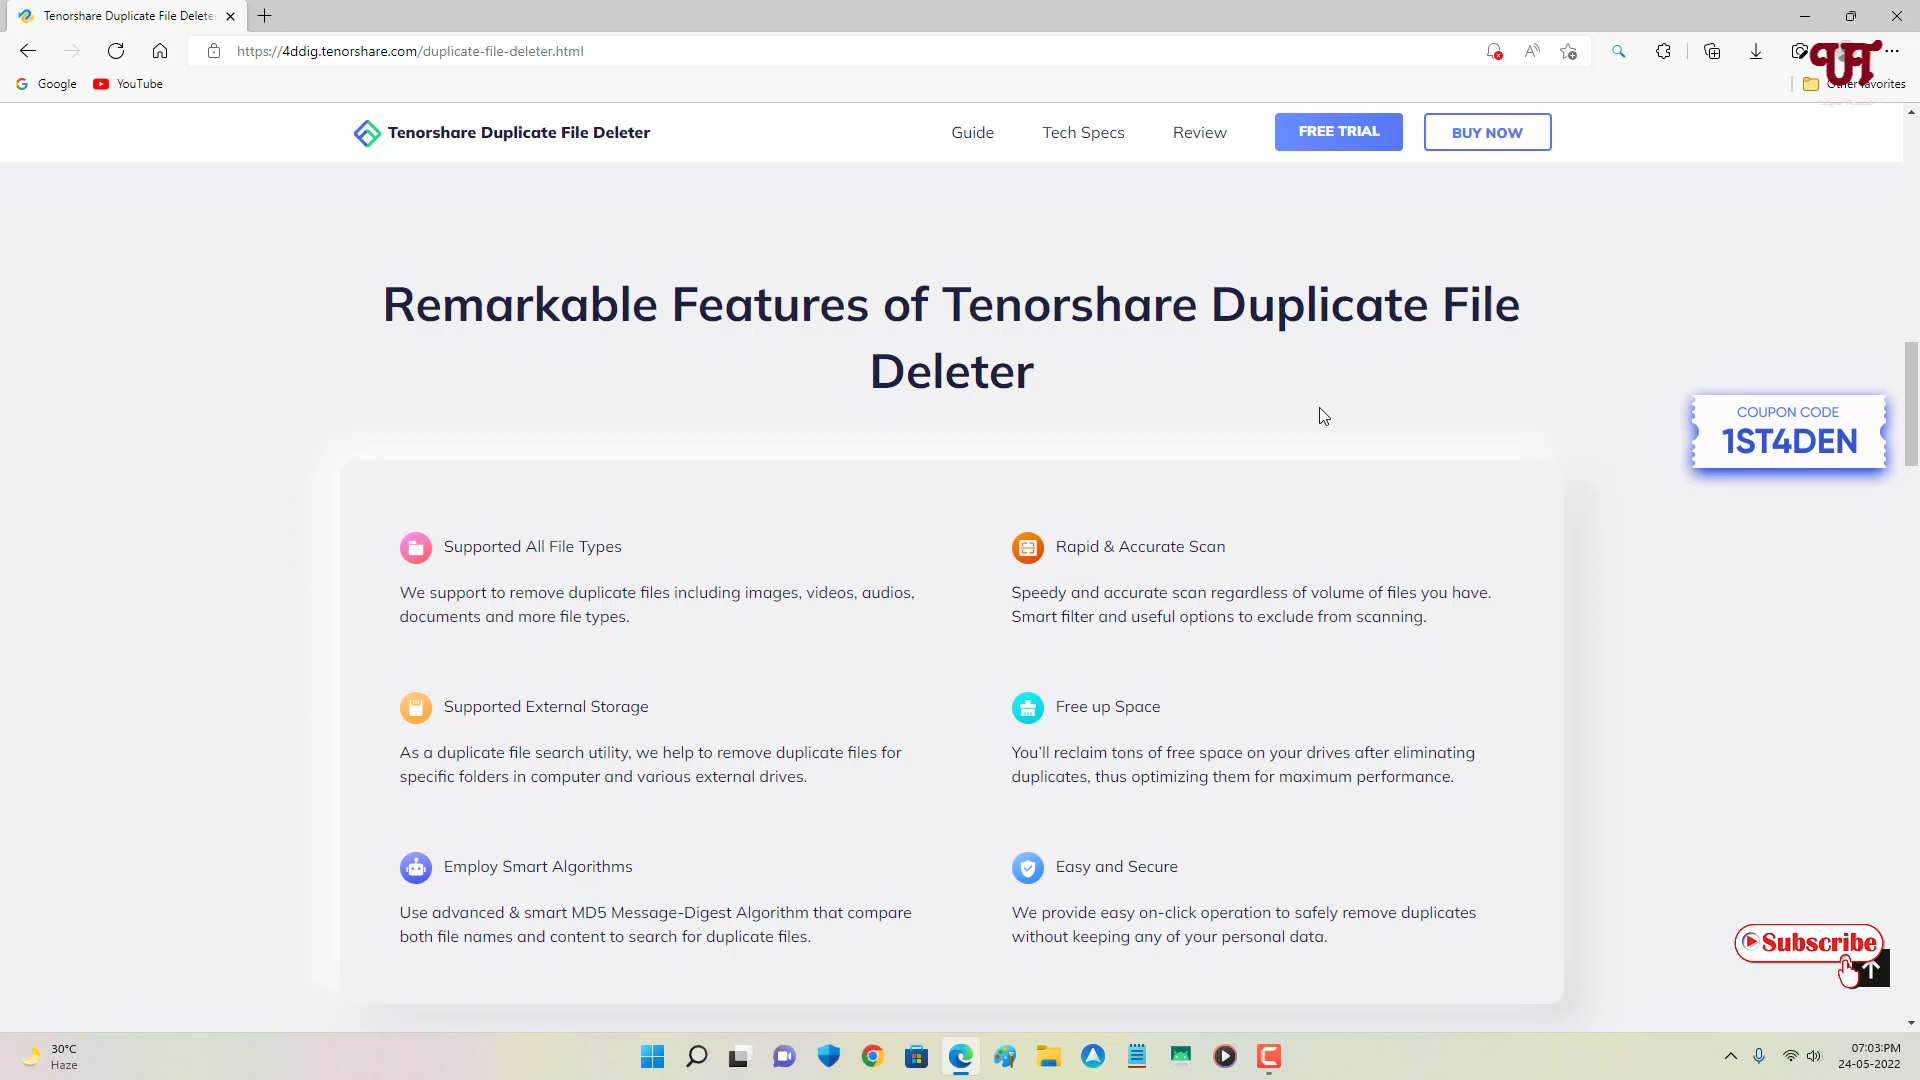 Tenorshare Duplicate File Delete
https://4ddig.tenorshare.com/duplicate-file-deleter.html
UT
Google
YouTube
Other favorites
Tenorshare Duplicate File Deleter
Guide
Tech Specs
Review
FREE TRIAL
BUY NOW
Remarkable Features of Tenorshare Duplicate File
Deleter
COUPON CODE
1ST4DEN
Supported All File Types
We support to remove duplicate files including images, videos, audios,
documents and more file types.
Rapid & Accurate Scan
Speedy and accurate scan regardless of volume of files you have.
Smart filter and useful options to exclude from scanning.
Supported External Storage
As a duplicate file search utility, we help to remove duplicate files for
specific folders in computer and various external drives.
Free up Space
You’ll reclaim tons of free space on your drives after eliminating
duplicates, thus optimizing them for maximum performance.
Employ Smart Algorithms
Use advanced & smart MD5 Message-Digest Algorithm that compare
both file names and content to search for duplicate files.
Easy and Secure
We provide easy on-click operation to safely remove duplicates
without keeping any of your personal data.
Subscribe
30°C
Haze
07:03PM
24-05-2022